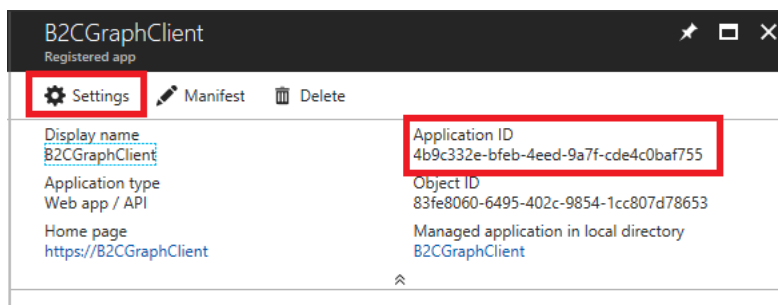 B2CGraphClient
Registered app
Settings Manifest Delete
Display name
B2CGraphClient
Application ID
4b9c332e-bfeb-4eed-9a7f-cde4c0baf755
Application type
Web app / API
Object ID
83fe8060-6495-402c-9854-1cc807d78653
Home page
https://B2CGraphClient
Managed application in local directory
B2CGraphClient